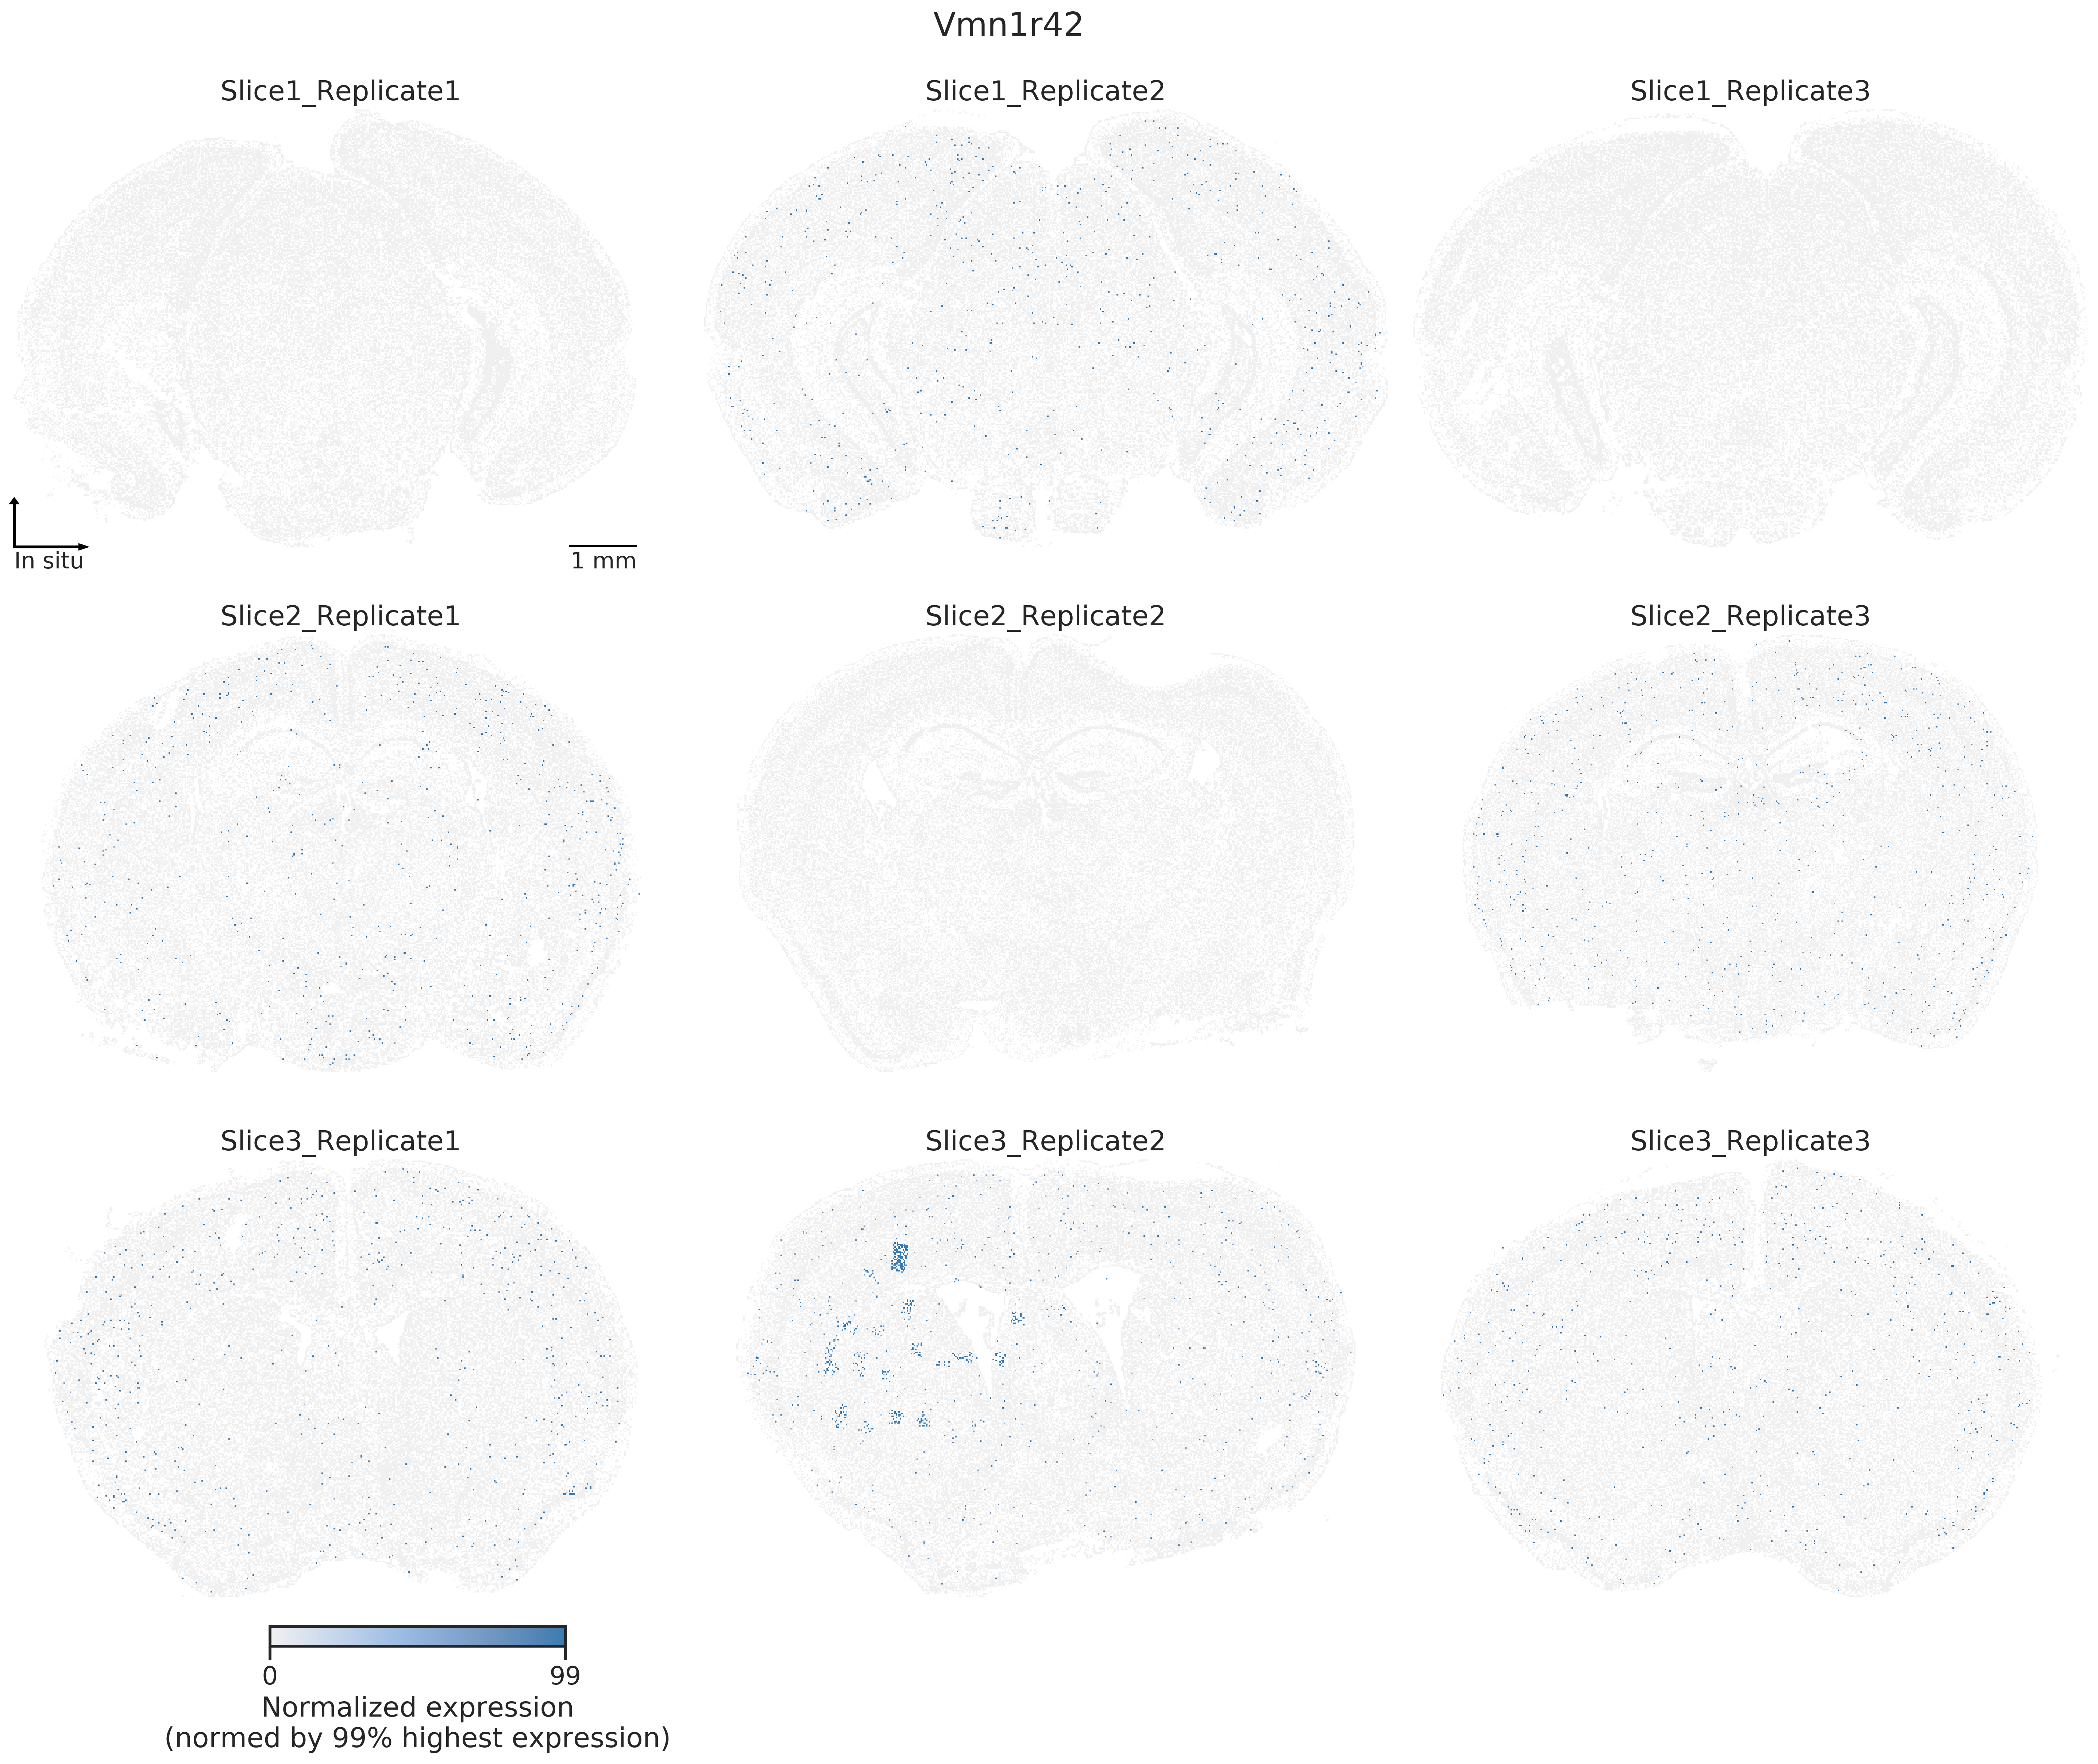 Vmn1r42
Slice1_Replicate1
Slice1_Replicate2
Slice1_Replicate3
In situ
1 mm
Slice2_Replicate1
Slice2_Replicate2
Slice2_Replicate3
Slice3_Replicate1
Slice3_Replicate2
Slice3_Replicate3
0
99
Normalized expression
(normed by 99% highest expression)